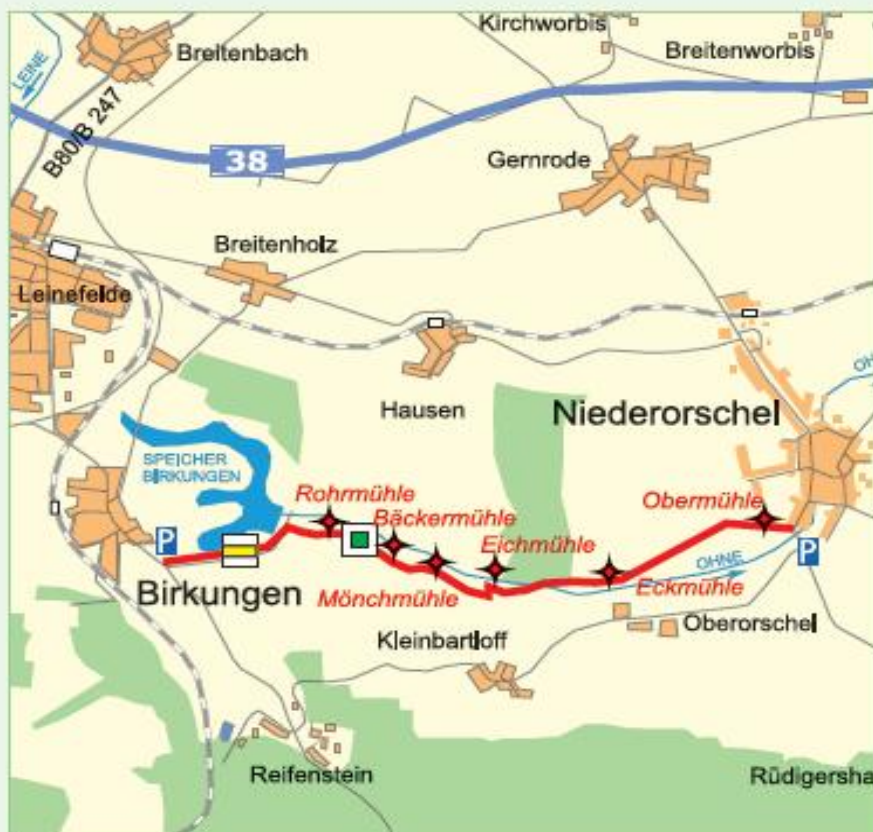 Kirchworbis
Breitenbach
Breitenworbis
LEINE
B80/B 247
38
Gernrode
Breitenholz
Leinefelde
Hausen
Niederorschel
OHNE
SPEICHER
BIRKUNGEN
Rohrmühle
Obermühle
Bäckermühle
P
Eichmühle
P
OHNE
Birkungen
Mönchmühle
Eckmühle
Oberorschel
Kleinbartloff
Reifenstein
Rüdigersha